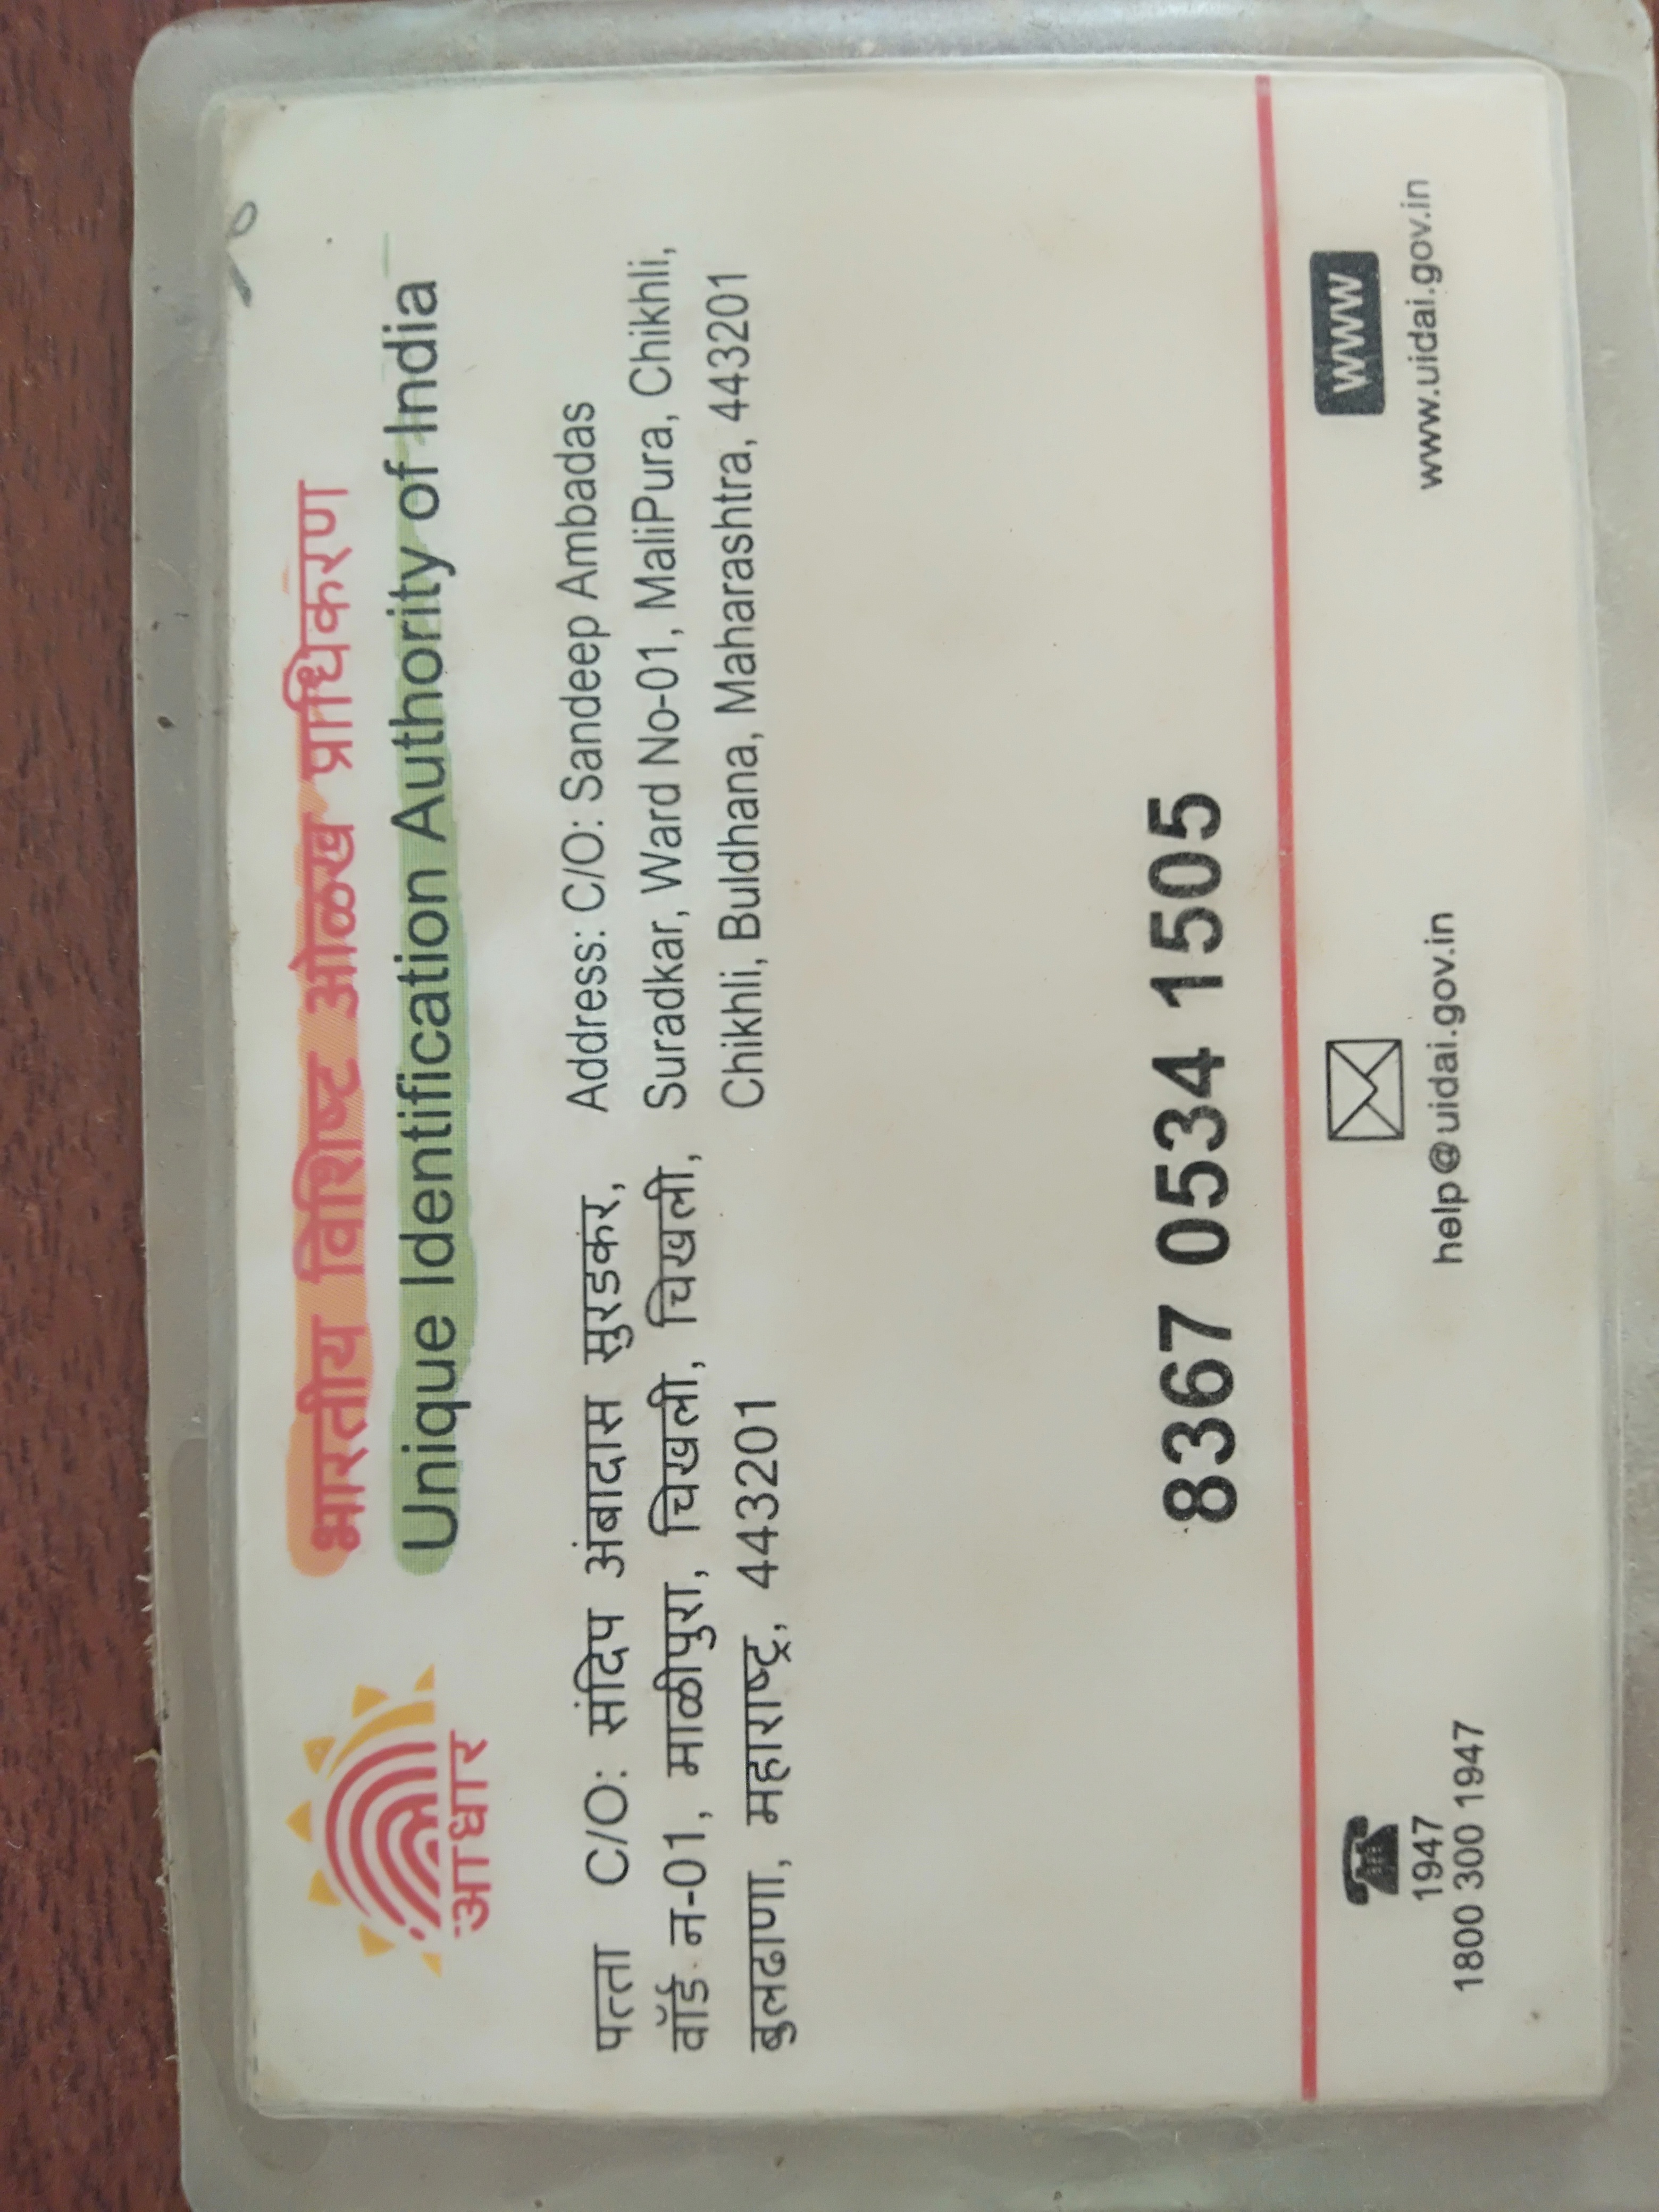 भारतीय विशिष्ट ओळख प्राधिकरण
Unique Identification Authority of India
आधार
पत्ता C/O: संदिप अंबादास सुरडकर,
वॉर्ड न-01, माळीपुरा, चिखली, चिखली,
बुलढाणा, महाराष्ट्र, 443201
Address: C/O: Sandeep Ambadas
Suradkar, Ward No-01, MaliPura, Chikhli,
Chikhli, Buldhana, Maharashtra, 443201
8367 0534 1505
1947
1800 300 1947
help@uidai.gov.in
www
www.uidai.gov.in